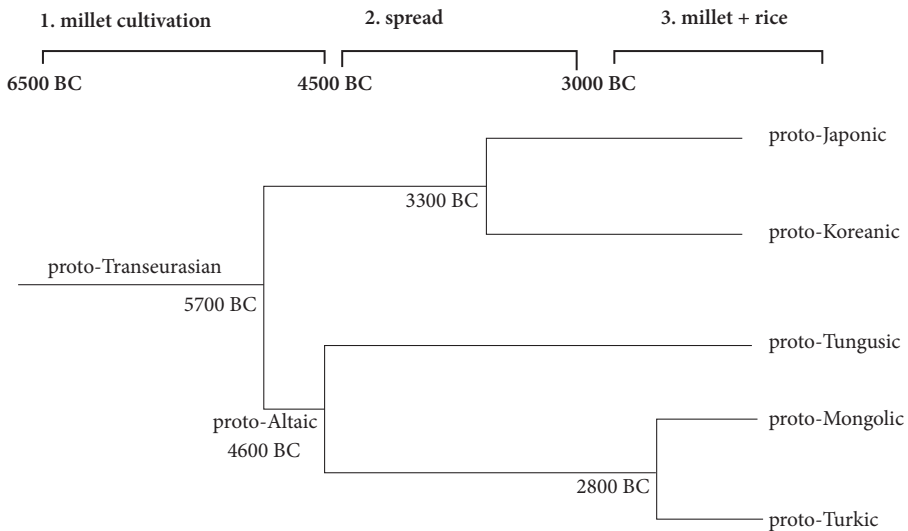 1. millet cultivation
2. spread
3. millet + rice
6500 BC
4500 BC
3000 BC
proto-Japonic
3300 BC
proto-Koreanic
proto-Transeurasian
5700 BC
proto-Tungusic
proto-Altaic
4600 BC
proto-Mongolic
2800 BC
proto-Turkic